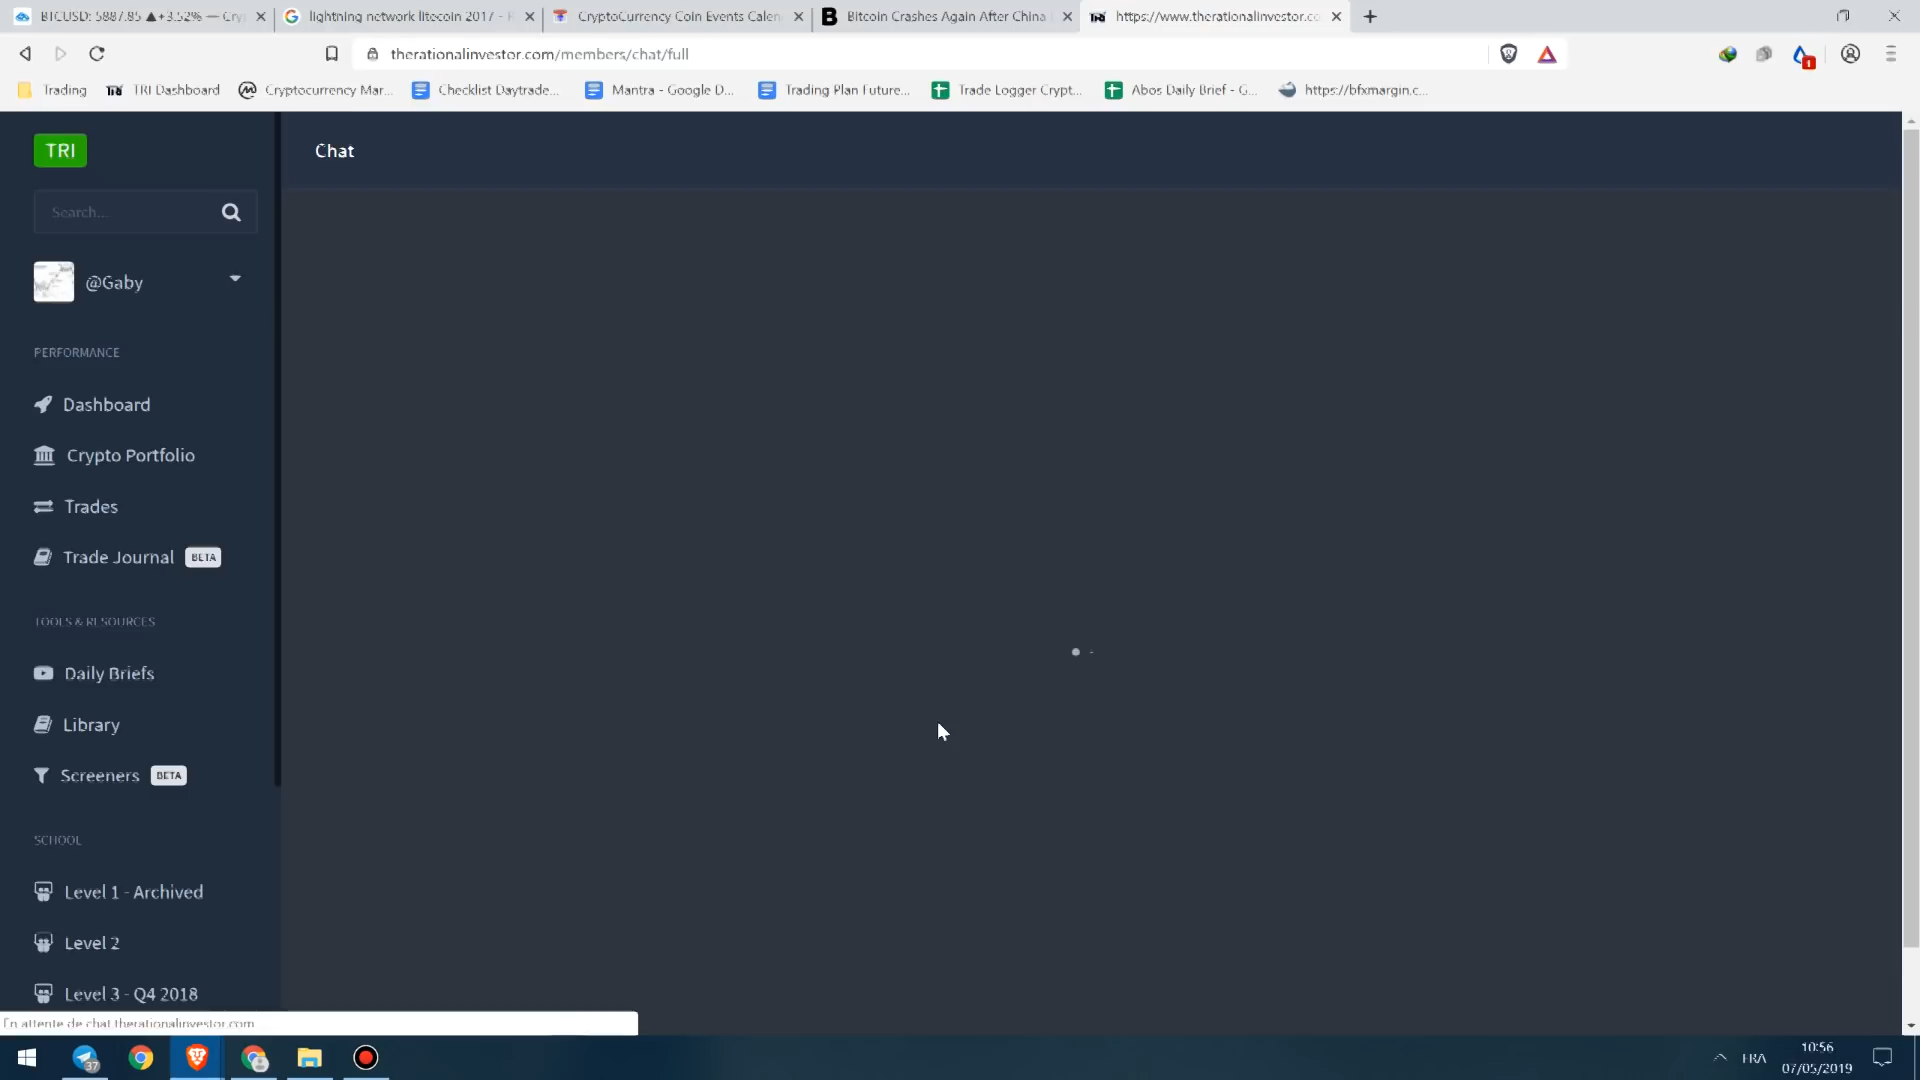 BTCUSD: 5887.85 ▲+3.52% — Cry
lightning network litecoin 2017 - R
CryptoCurrency Coin Events Calen
Bitcoin Crashes Again After China
https://www.therationalinvestor.co
therationalinvestor.com/members/chat/full
Trading
TRI Dashboard
Cryptocurrency Mar...
Checklist Daytrade...
Mantra - Google D...
Trading Plan Future...
Trade Logger Crypt...
Abos Daily Brief - G...
https://bfxmargin.c...
TRI
Chat
Search...
@Gaby
PERFORMANCE
Dashboard
Crypto Portfolio
Trades
Trade Journal BETA
TOOLS & RESOURCES
Daily Briefs
Library
Screeners BETA
SCHOOL
Level 1 - Archived
Level 2
Level 3 - Q4 2018
En attente de chat.therationalinvestor.com
37
1
FRA
10:56
07/05/2019